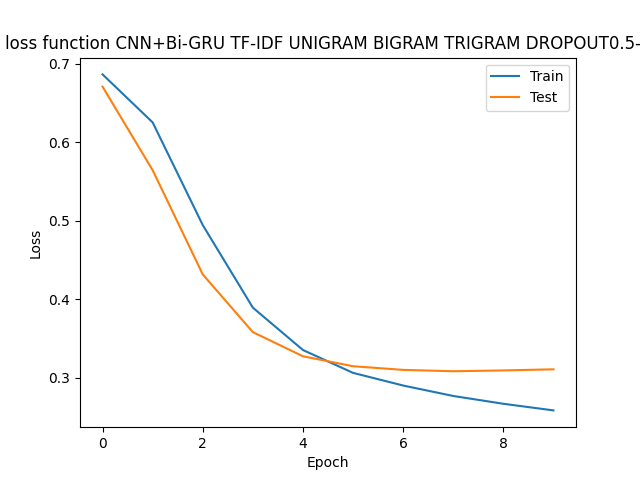 loss function CNN+Bi-GRU TF-IDF UNIGRAM BIGRAM TRIGRAM DROPOUT0.5-
Train
Test
0.7
0.6
0.5
0.4
0.3
Loss
0 2 4 6 8
Epoch